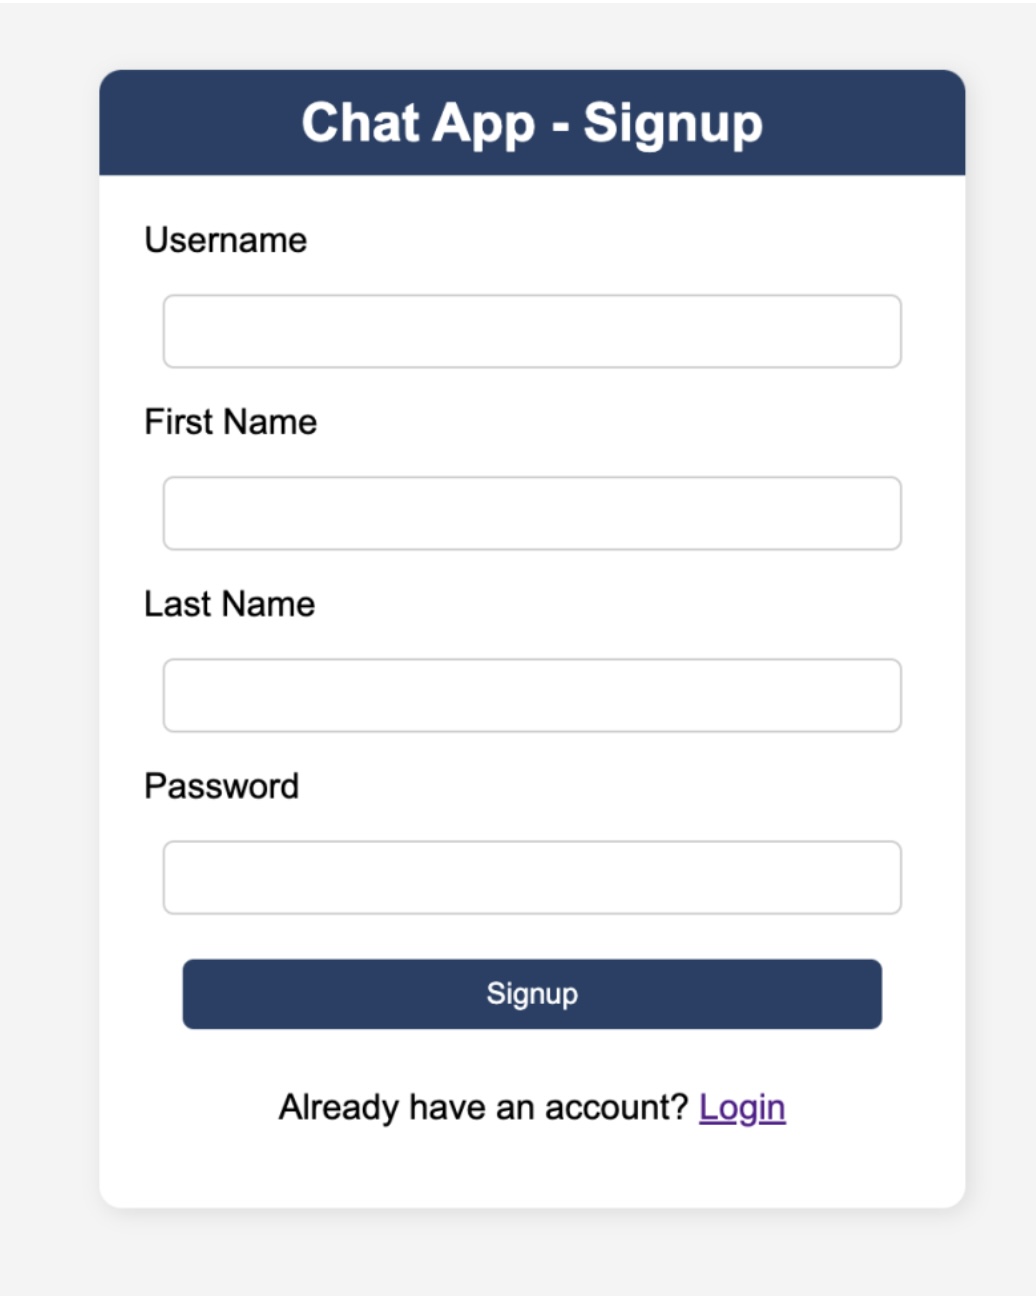 Chat App - Signup
Username
First Name
Last Name
Password
Signup
Already have an account? Login